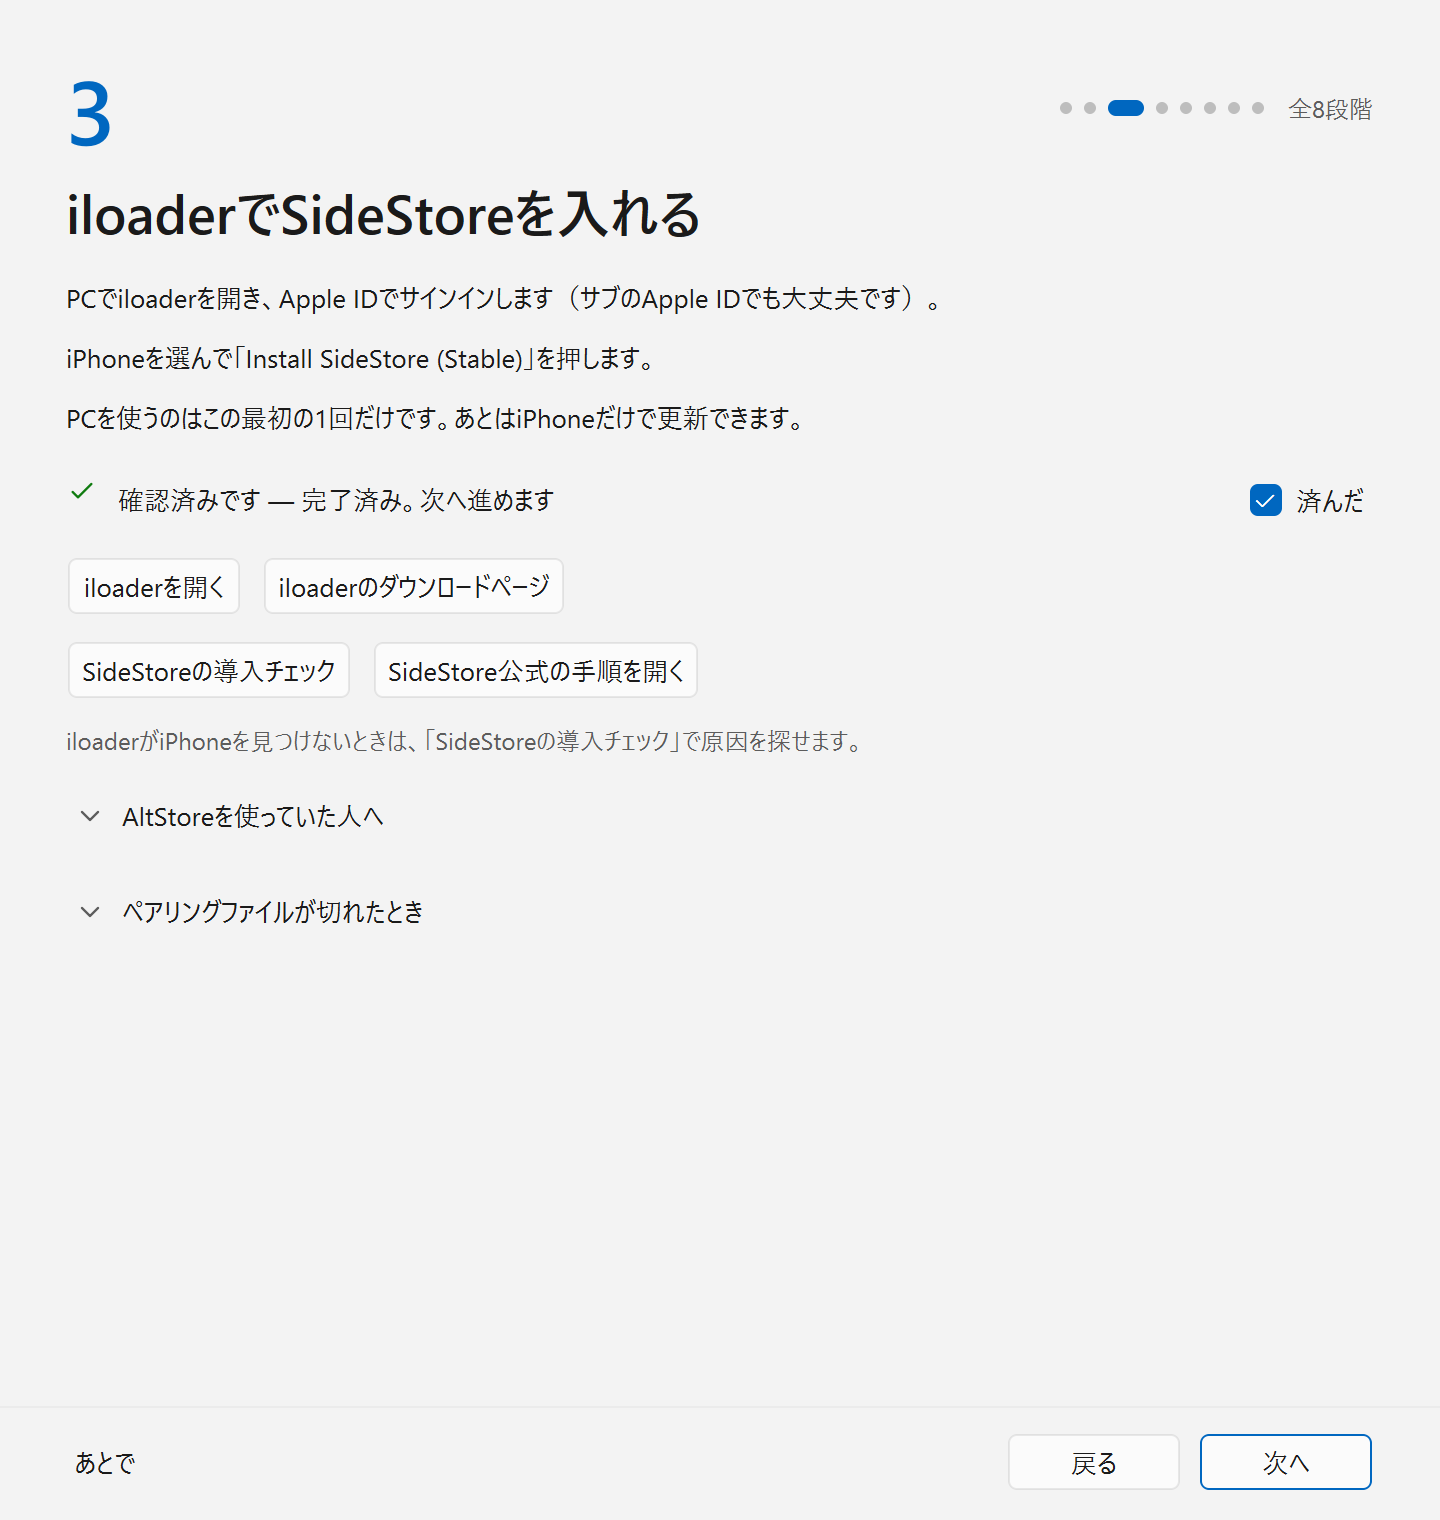 3
全8段階
iloaderでSideStoreを入れる
PCでiloaderを開き、Apple IDでサインインします（サブのApple IDでも大丈夫です）。
iPhoneを選んで「Install SideStore (Stable)」を押します。
PCを使うのはこの最初の1回だけです。あとはiPhoneだけで更新できます。
確認済みです — 完了済み。次へ進めます
済んだ
iloaderを開く
iloaderのダウンロードページ
SideStoreの導入チェック
SideStore公式の手順を開く
iloaderがiPhoneを見つけないときは、「SideStoreの導入チェック」で原因を探せます。
AltStoreを使っていた人へ
ペアリングファイルが切れたとき
あとで
戻る
次へ